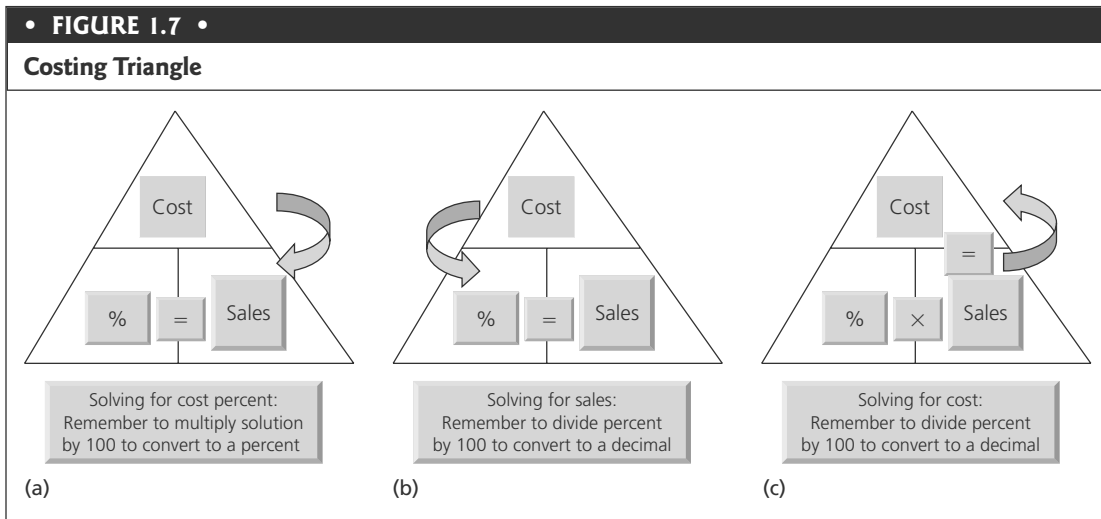 • FIGURE 1.7 •
Costing Triangle
Cost
% = Sales
Solving for cost percent:
Remember to multiply solution
by 100 to convert to a percent
(a)
Cost
% = Sales
Solving for sales:
Remember to divide percent
by 100 to convert to a decimal
(b)
Cost
=
% × Sales
Solving for cost:
Remember to divide percent
by 100 to convert to a decimal
(c)